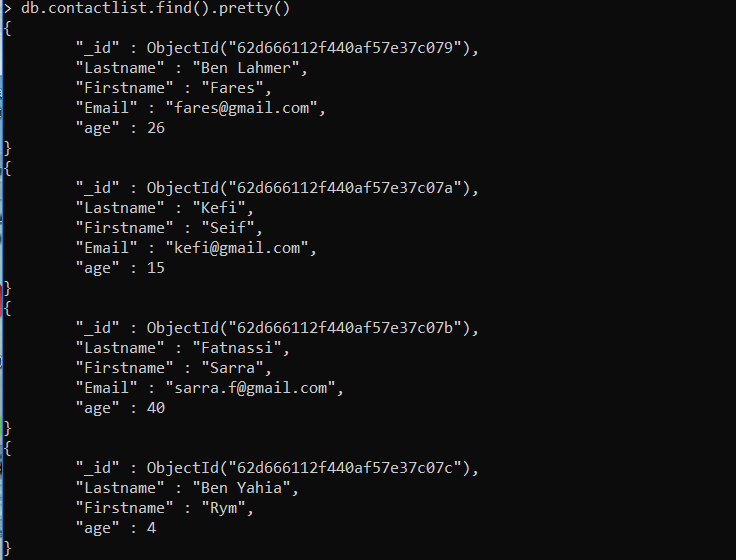 > db.contactlist.find().pretty()
{
"_id" : ObjectId("62d666112f440af57e37c079"),
"Lastname" : "Ben Lahmer",
"Firstname" : "Fares",
"Email" : "fares@gmail.com",
"age" : 26
}
{
"_id" : ObjectId("62d666112f440af57e37c07a"),
"Lastname" : "Kefi",
"Firstname" : "Seif",
"Email" : "kefi@gmail.com",
"age" : 15
}
{
"_id" : ObjectId("62d666112f440af57e37c07b"),
"Lastname" : "Fatnassi",
"Firstname" : "Sarra",
"Email" : "sarra.f@gmail.com",
"age" : 40
}
{
"_id" : ObjectId("62d666112f440af57e37c07c"),
"Lastname" : "Ben Yahia",
"Firstname" : "Rym",
"age" : 4
}